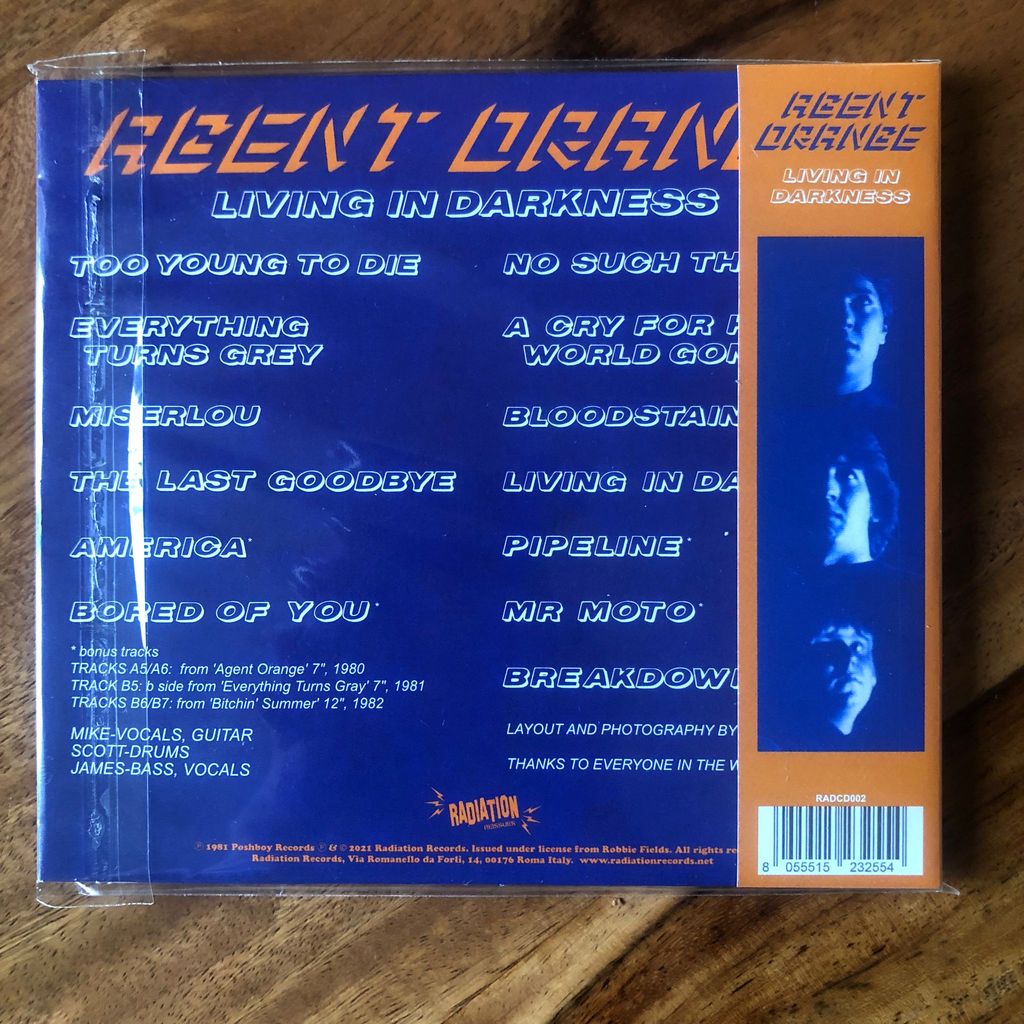 AGENT ORAN
LIVING IN DARKNESS
TOO YOUNG TO DIE
EVERYTHING
TURNS GREY
MISERLOU
THE LAST GOODBYE
AMERICA*
BORED OF YOU*
* bonus tracks
TRACKS A5/A6: from 'Agent Orange' 7", 1980
TRACK B5: b side from 'Everything Turns Gray' 7", 1981
TRACKS B6/B7: from 'Bitchin' Summer' 12", 1982
MIKE-VOCALS, GUITAR
SCOTT-DRUMS
JAMES-BASS, VOCALS
NO SUCH TH
A CRY FOR H
WORLD GON
BLOODSTAIN
LIVING IN DA
PIPELINE*
MR MOTO*
BREAKDOW
LAYOUT AND PHOTOGRAPHY BY
THANKS TO EVERYONE IN THE W
RADIATION
REISSUES
℗ 1981 Poshboy Records ℗ & © 2021 Radiation Records. Issued under license from Robbie Fields. All rights re
Radiation Records, Via Romanello da Forlì, 14, 00176 Roma Italy. www.radiationrecords.net
AGENT
ORANGE
LIVING IN
DARKNESS
RADCD002
8 055515 232554